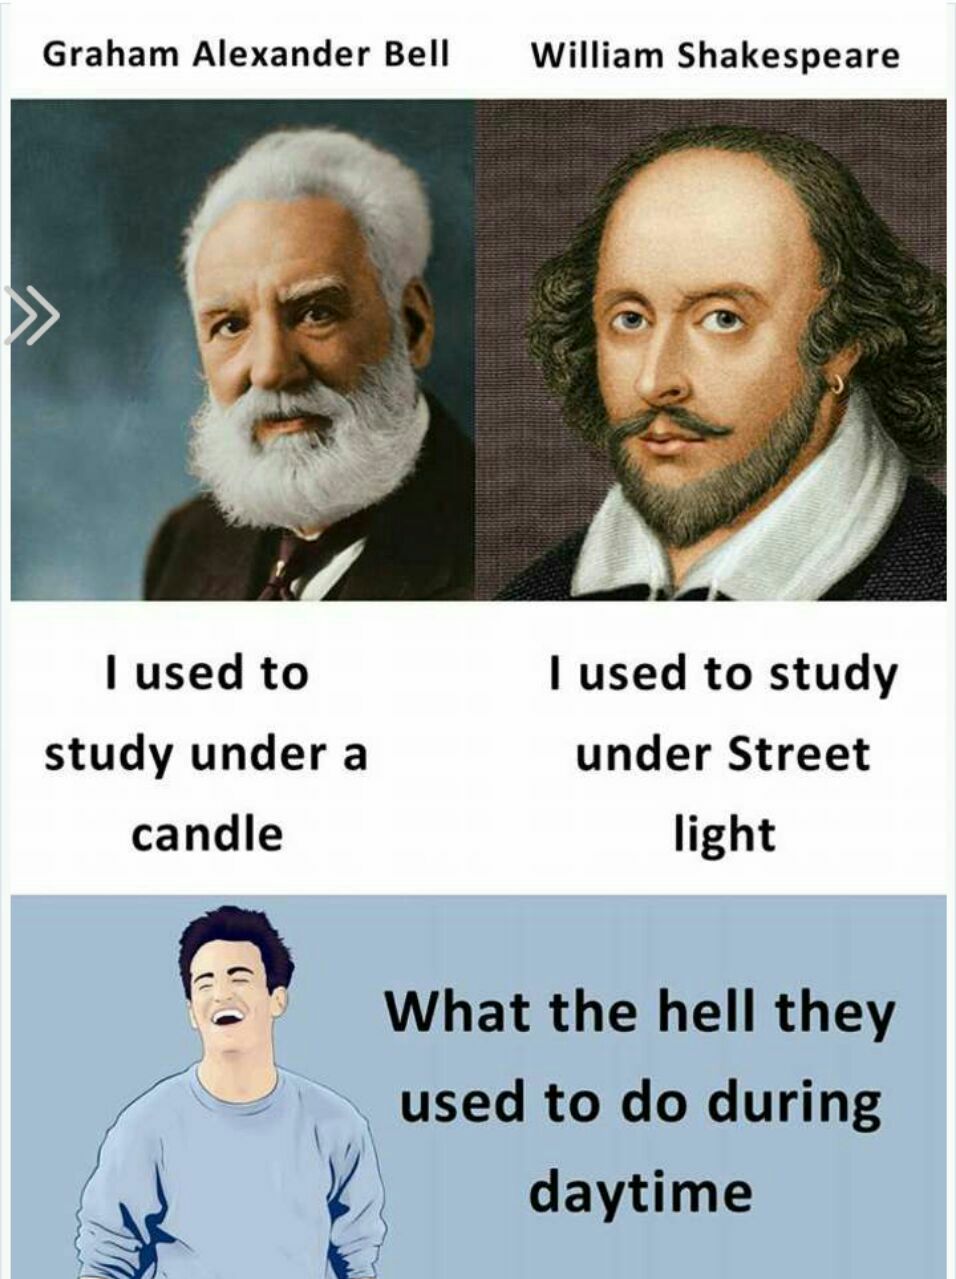 Graham Alexander Bell
William Shakespeare
I used to
study under a
candle
I used to study
under Street
light
What the hell they
used to do during
daytime